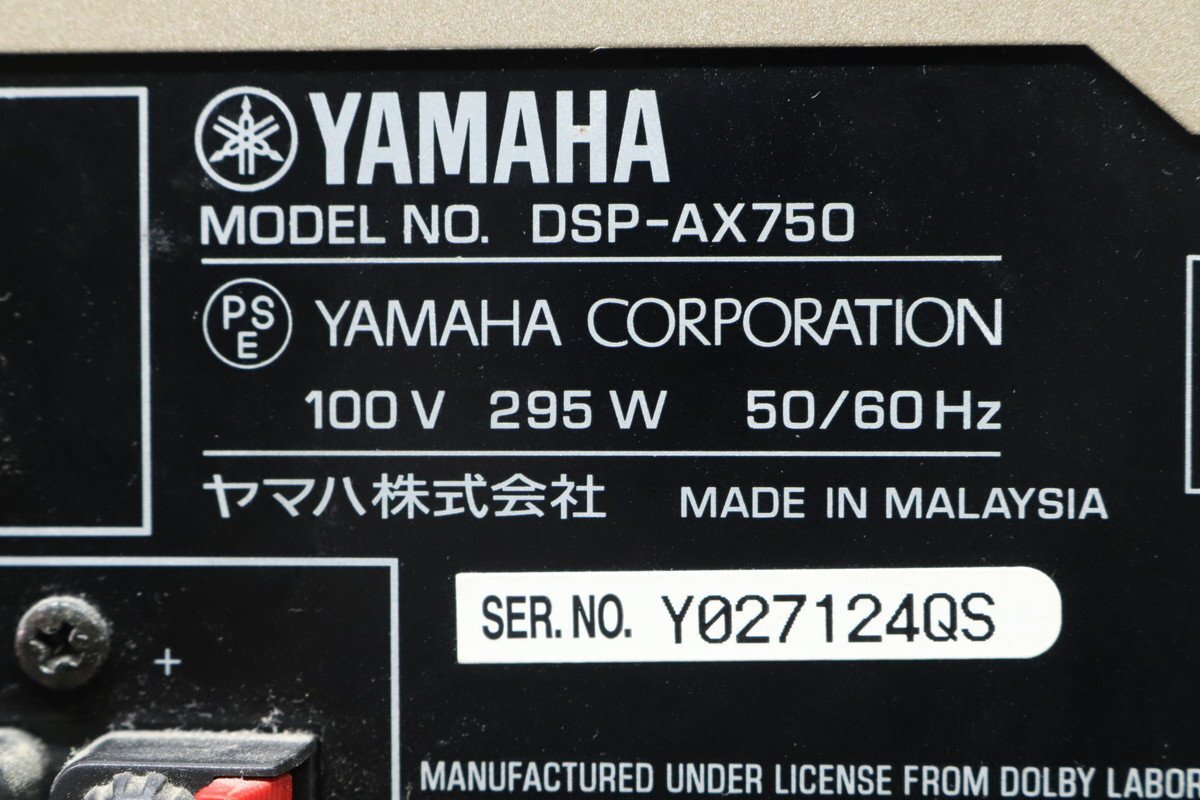 YAMAHA
MODEL NO. DSP-AX750
PSE YAMAHA CORPORATION
100 V 295 W 50/60 Hz
ヤマハ株式会社 MADE IN MALAYSIA
SER. NO. Y027124QS
+
MANUFACTURED UNDER LICENSE FROM DOLBY LABOR